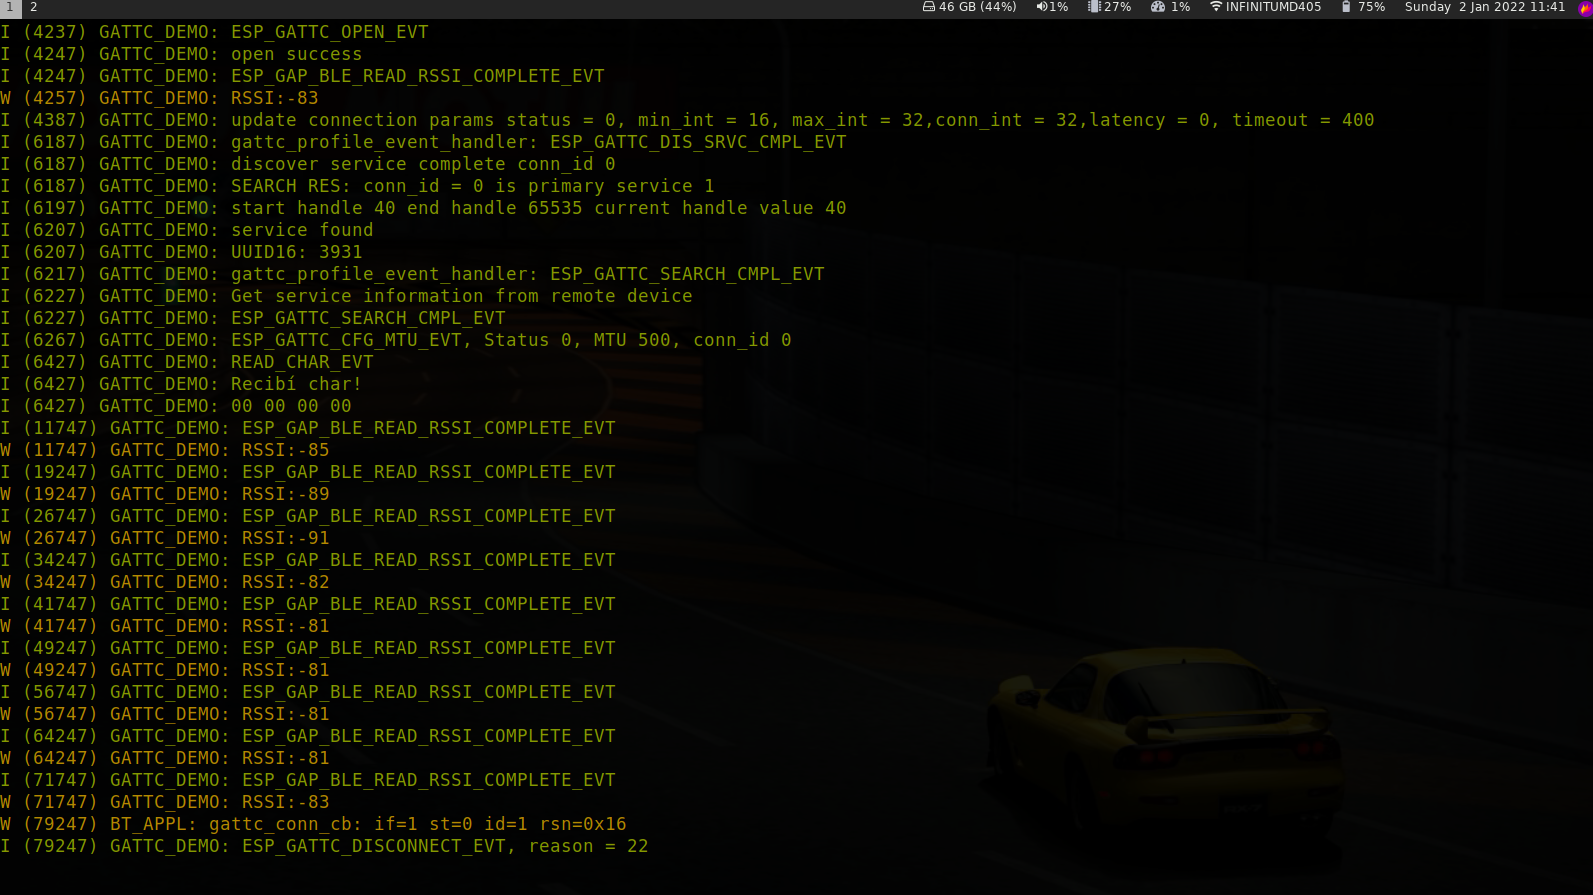 1 2 46 GB (44%) 1% 27% 1% INFINITUMD405 75% Sunday 2 Jan 2022 11:41
I (4237) GATTC_DEMO: ESP_GATTC_OPEN_EVT
I (4247) GATTC_DEMO: open success
I (4247) GATTC_DEMO: ESP_GAP_BLE_READ_RSSI_COMPLETE_EVT
W (4257) GATTC_DEMO: RSSI:-83
I (4387) GATTC_DEMO: update connection params status = 0, min_int = 16, max_int = 32,conn_int = 32,latency = 0, timeout = 400
I (6187) GATTC_DEMO: gattc_profile_event_handler: ESP_GATTC_DIS_SRVC_CMPL_EVT
I (6187) GATTC_DEMO: discover service complete conn_id 0
I (6187) GATTC_DEMO: SEARCH RES: conn_id = 0 is primary service 1
I (6197) GATTC_DEMO: start handle 40 end handle 65535 current handle value 40
I (6207) GATTC_DEMO: service found
I (6207) GATTC_DEMO: UUID16: 3931
I (6217) GATTC_DEMO: gattc_profile_event_handler: ESP_GATTC_SEARCH_CMPL_EVT
I (6227) GATTC_DEMO: Get service information from remote device
I (6227) GATTC_DEMO: ESP_GATTC_SEARCH_CMPL_EVT
I (6267) GATTC_DEMO: ESP_GATTC_CFG_MTU_EVT, Status 0, MTU 500, conn_id 0
I (6427) GATTC_DEMO: READ_CHAR_EVT
I (6427) GATTC_DEMO: Recibí char!
I (6427) GATTC_DEMO: 00 00 00 00
I (11747) GATTC_DEMO: ESP_GAP_BLE_READ_RSSI_COMPLETE_EVT
W (11747) GATTC_DEMO: RSSI:-85
I (19247) GATTC_DEMO: ESP_GAP_BLE_READ_RSSI_COMPLETE_EVT
W (19247) GATTC_DEMO: RSSI:-89
I (26747) GATTC_DEMO: ESP_GAP_BLE_READ_RSSI_COMPLETE_EVT
W (26747) GATTC_DEMO: RSSI:-91
I (34247) GATTC_DEMO: ESP_GAP_BLE_READ_RSSI_COMPLETE_EVT
W (34247) GATTC_DEMO: RSSI:-82
I (41747) GATTC_DEMO: ESP_GAP_BLE_READ_RSSI_COMPLETE_EVT
W (41747) GATTC_DEMO: RSSI:-81
I (49247) GATTC_DEMO: ESP_GAP_BLE_READ_RSSI_COMPLETE_EVT
W (49247) GATTC_DEMO: RSSI:-81
I (56747) GATTC_DEMO: ESP_GAP_BLE_READ_RSSI_COMPLETE_EVT
W (56747) GATTC_DEMO: RSSI:-81
I (64247) GATTC_DEMO: ESP_GAP_BLE_READ_RSSI_COMPLETE_EVT
W (64247) GATTC_DEMO: RSSI:-81
I (71747) GATTC_DEMO: ESP_GAP_BLE_READ_RSSI_COMPLETE_EVT
W (71747) GATTC_DEMO: RSSI:-83
W (79247) BT_APPL: gattc_conn_cb: if=1 st=0 id=1 rsn=0x16
I (79247) GATTC_DEMO: ESP_GATTC_DISCONNECT_EVT, reason = 22